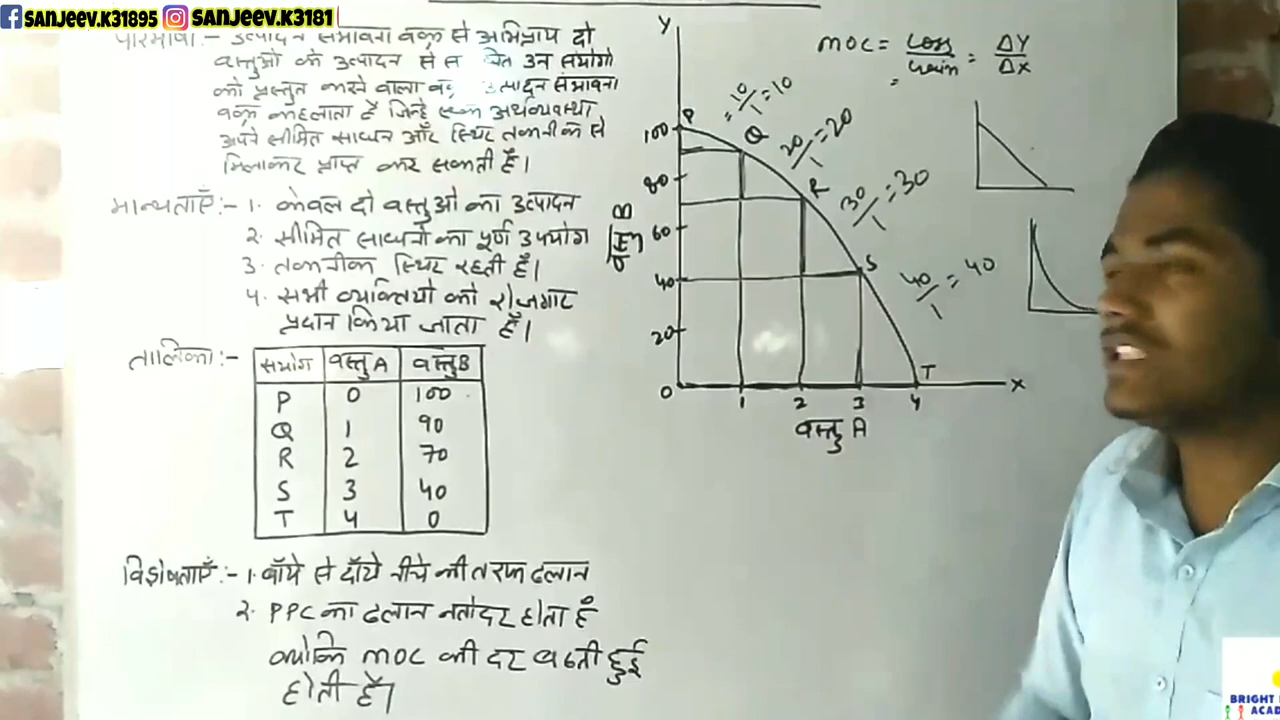 SANJEEV.K31895 SANJEEV.K3181
परिभाषा:- उत्पादन संभावना वक्र से अभिप्राय दो
वस्तुओं के उत्पादन से उन संयोगो
को प्रस्तुत करने वाला वक्र उत्पादन संभावना
वक्र कहलाता है जिन्हें एक अर्थव्यवस्था
अपने सीमित साधन और स्थिर तकनीक से
मिलाकर प्राप्त कर सकती है।
मान्यताएँ:- 1. केवल दो वस्तुओ का उत्पादन
2. सीमित साधनो का पूर्ण उपयोग
3. तकनीक स्थिर रहती है।
4. सभी व्यक्तियो को रोजगार
प्रदान किया जाता है।
तालिका:-
संयोग वस्तु A वस्तु B
P 0 100
Q 1 90
R 2 70
S 3 40
T 4 0
विशेषताएँ:- 1. बाँये से दाँये नीचे की तरफ ढलान
2. PPC का ढलान नतोदर होता है
क्योकि MOC की दर बढती हुई
होती है।
MOC = Loss/Gain = ΔY/ΔX
=
Y
100
80
60
40
20
0
1 2 3 4
X
वस्तु B
वस्तु A
P
Q
R
S
T
= 10/1 = 10
20/1 = 20
30/1 = 30
40/1 = 40
BRIGHT
ACA